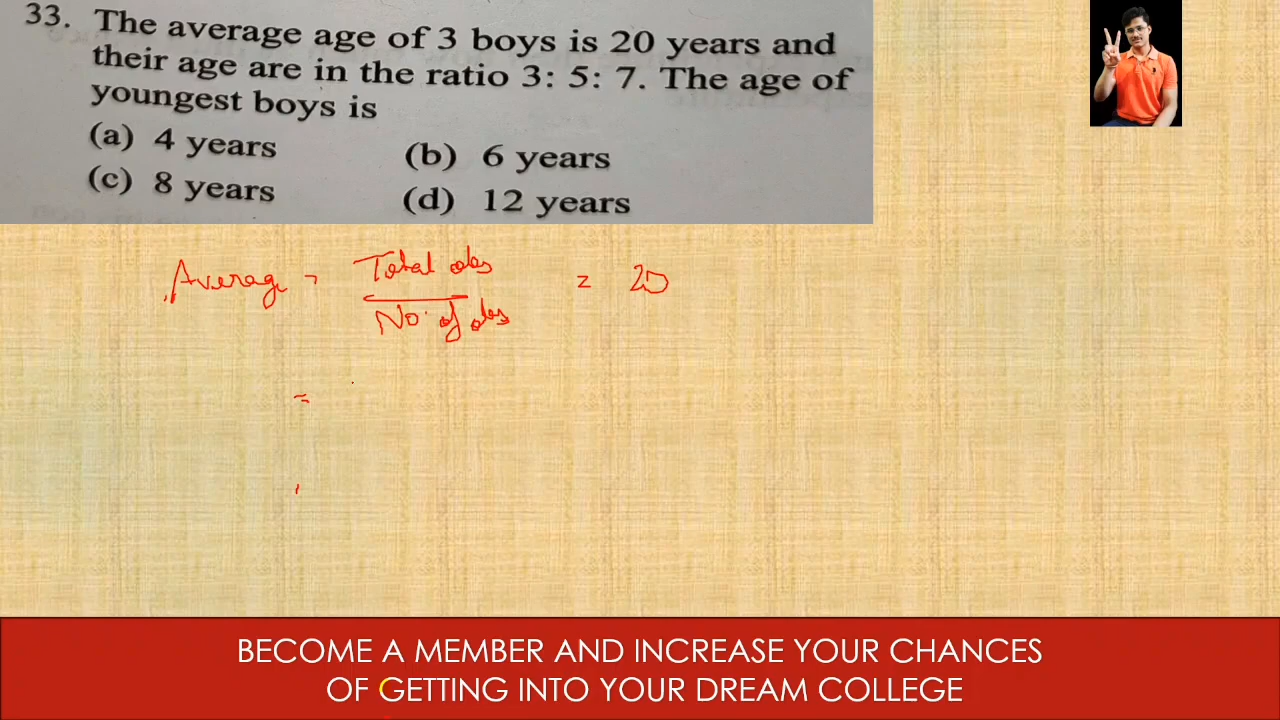 33. The average age of 3 boys is 20 years and
their age are in the ratio 3: 5: 7. The age of
youngest boys is
(a) 4 years (b) 6 years
(c) 8 years (d) 12 years
Average = Total obs = 20
No. of obs
=
BECOME A MEMBER AND INCREASE YOUR CHANCES
OF GETTING INTO YOUR DREAM COLLEGE